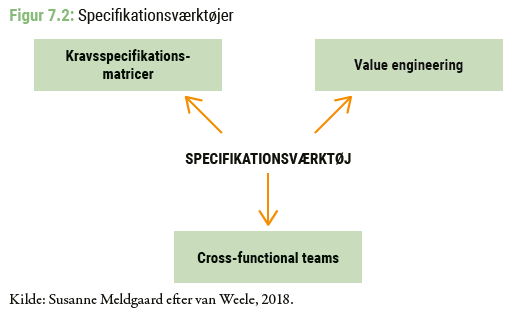 Figur 7.2: Specifikationsværktøjer
Kravsspecifikations-
matricer
Value engineering
SPECIFIKATIONSVÆRKTØJ
Cross-functional teams
Kilde: Susanne Meldgaard efter van Weele, 2018.